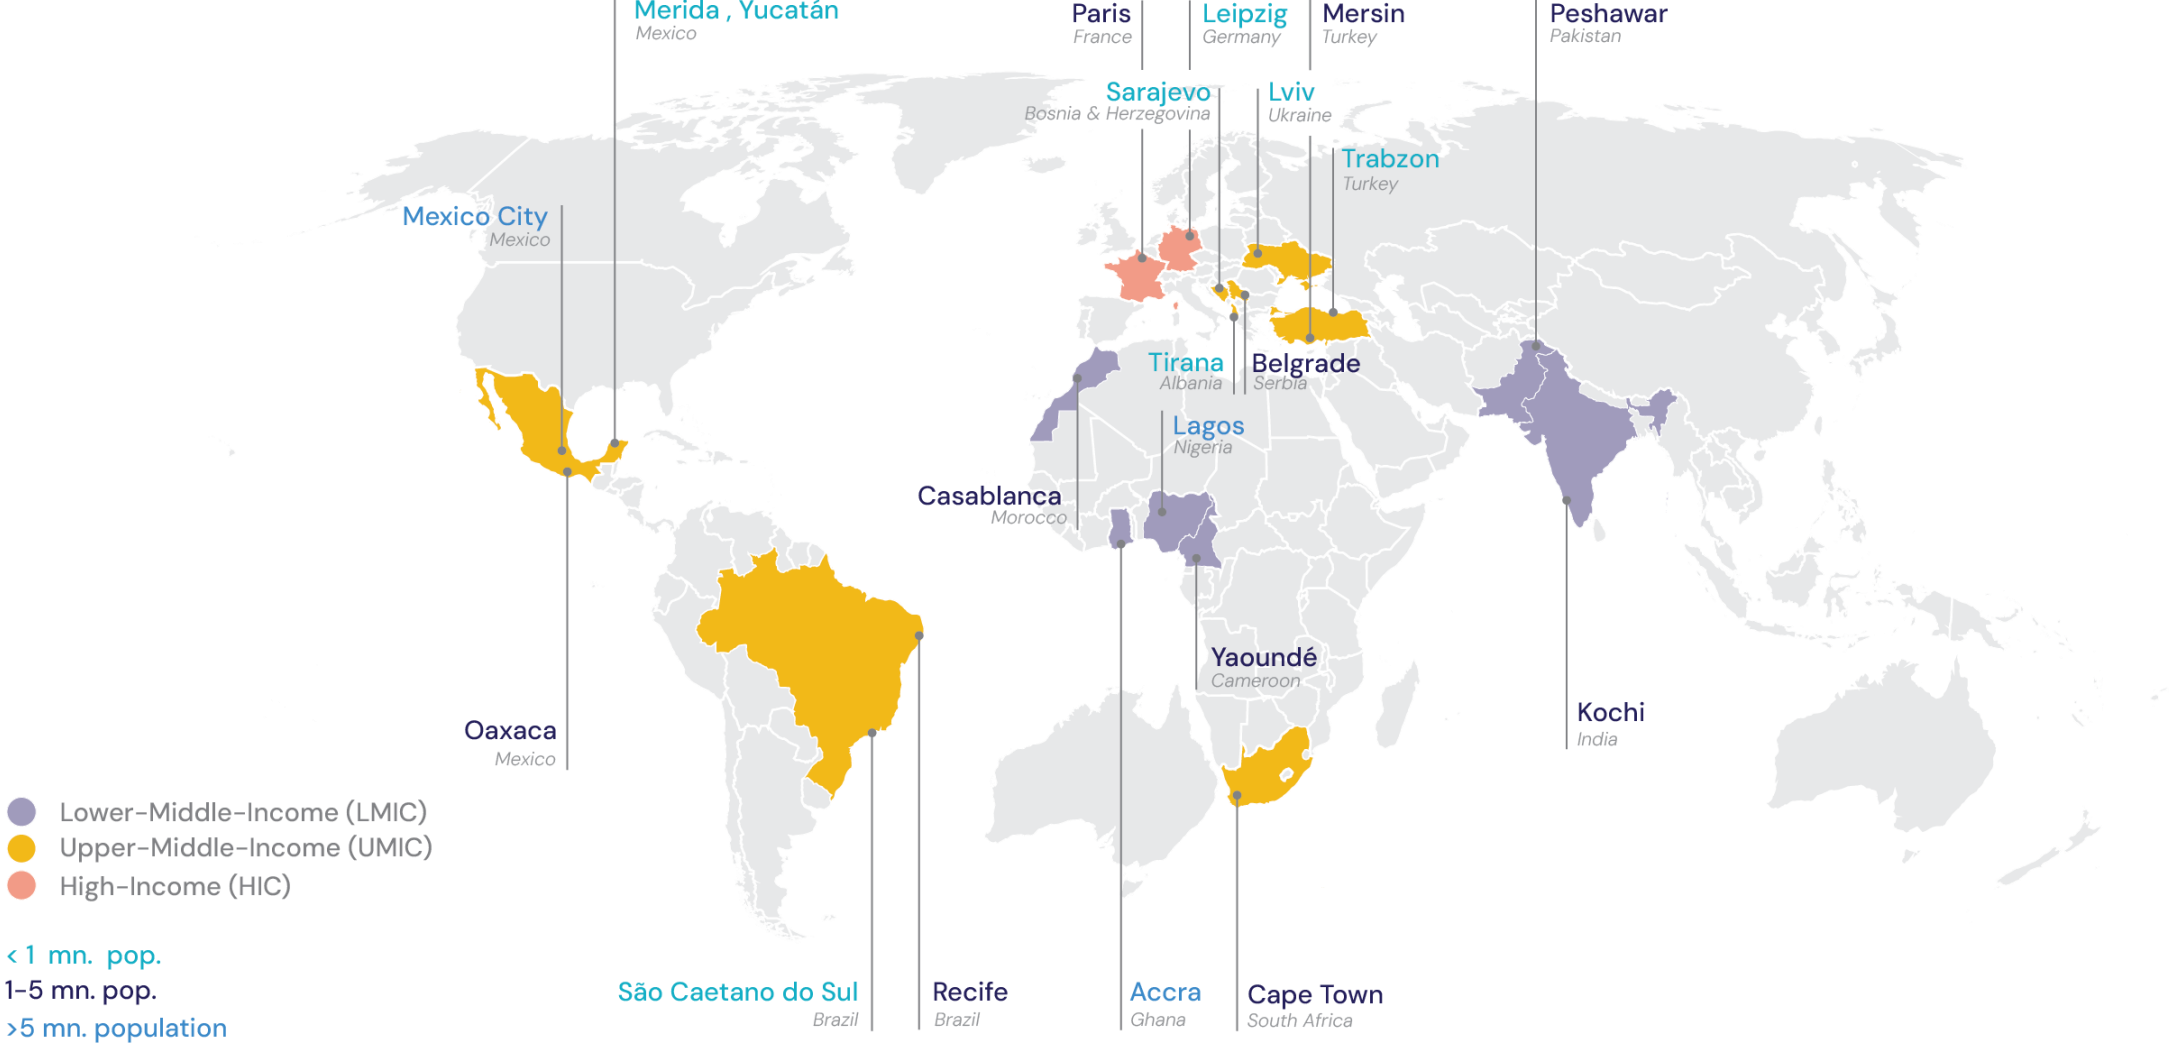 Merida , Yucatán
Mexico
Paris
France
Leipzig
Germany
Mersin
Turkey
Peshawar
Pakistan
Sarajevo
Bosnia & Herzegovina
Lviv
Ukraine
Trabzon
Turkey
Mexico City
Mexico
Tirana
Albania
Belgrade
Serbia
Lagos
Nigeria
Casablanca
Morocco
Yaoundé
Cameroon
Oaxaca
Mexico
Kochi
India
Lower-Middle-Income (LMIC)
Upper-Middle-Income (UMIC)
High-Income (HIC)
< 1 mn. pop.
1-5 mn. pop.
>5 mn. population
São Caetano do Sul
Brazil
Recife
Brazil
Accra
Ghana
Cape Town
South Africa